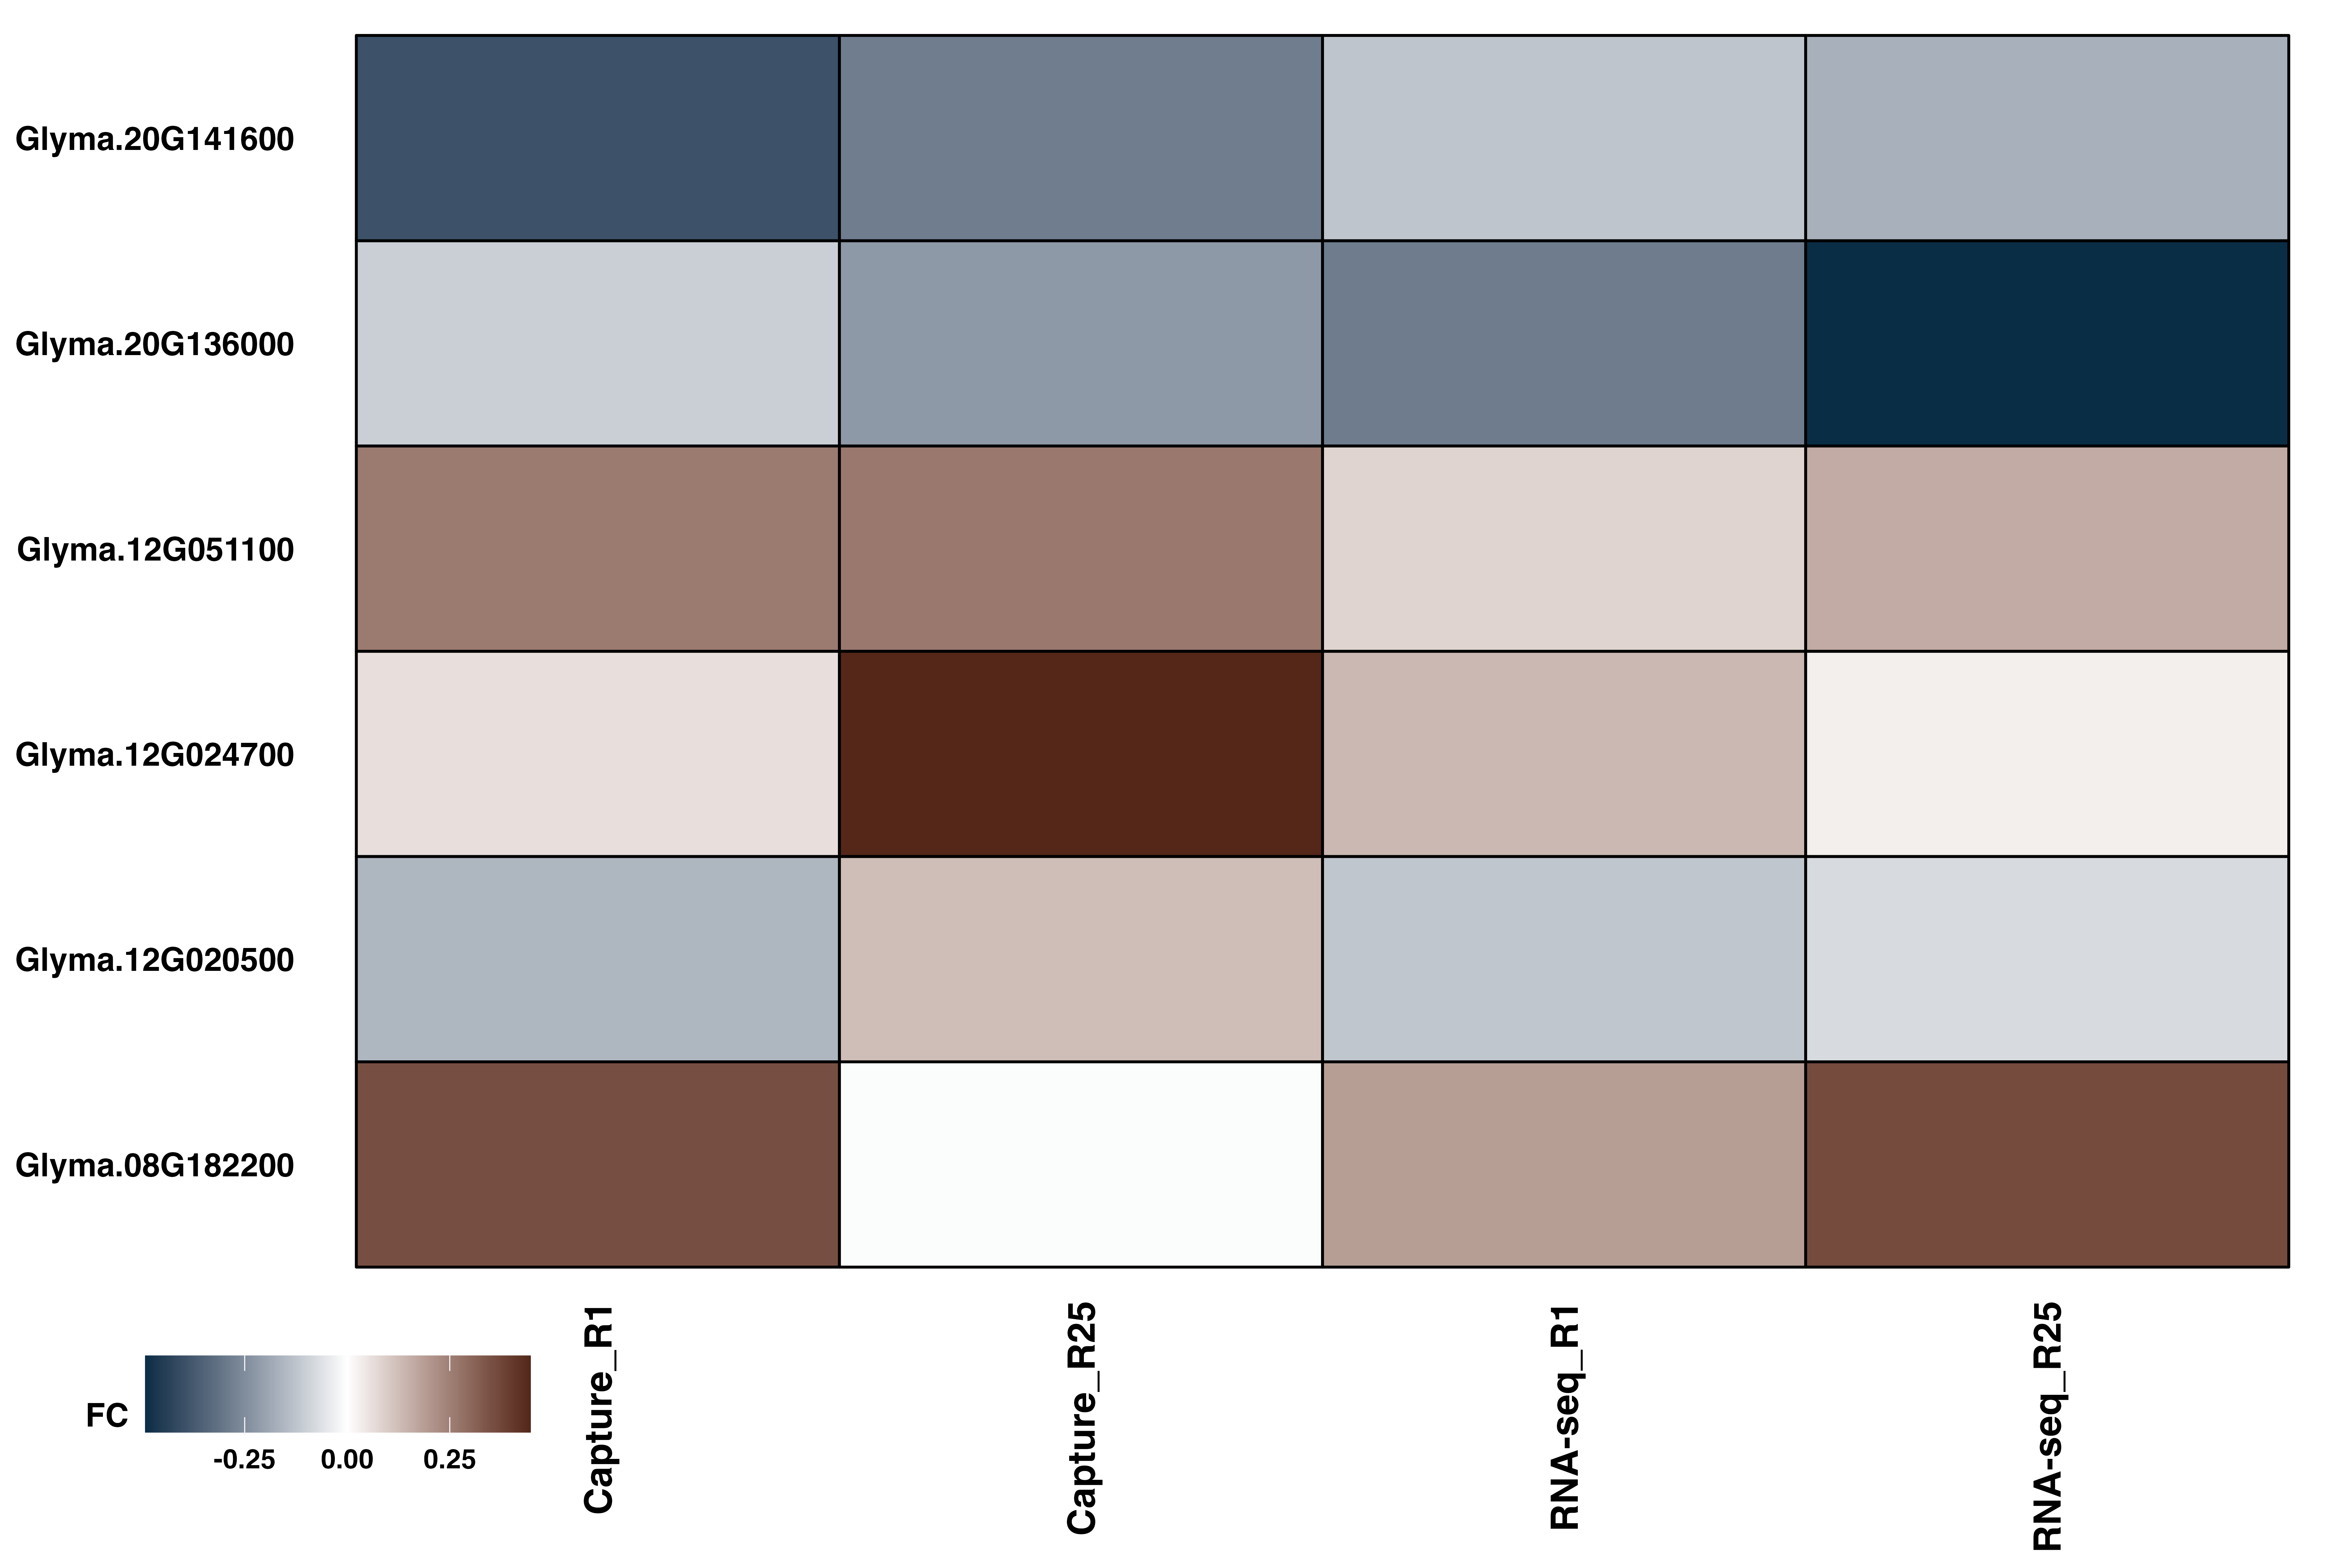 Glyma.20G141600
Glyma.20G136000
Glyma.12G051100
Glyma.12G024700
Glyma.12G020500
Glyma.08G182200
Capture_R1
Capture_R25
RNA-seq_R1
RNA-seq_R25
FC
-0.25 0.00 0.25